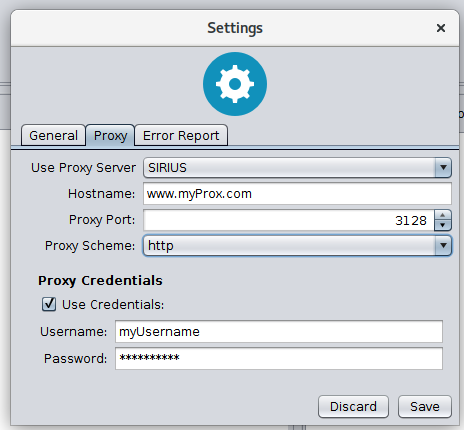 Settings
General Proxy Error Report
Use Proxy Server SIRIUS
Hostname: www.myProx.com
Proxy Port: 3128
Proxy Scheme: http
Proxy Credentials
Use Credentials:
Username: myUsername
Password: **********
Discard Save